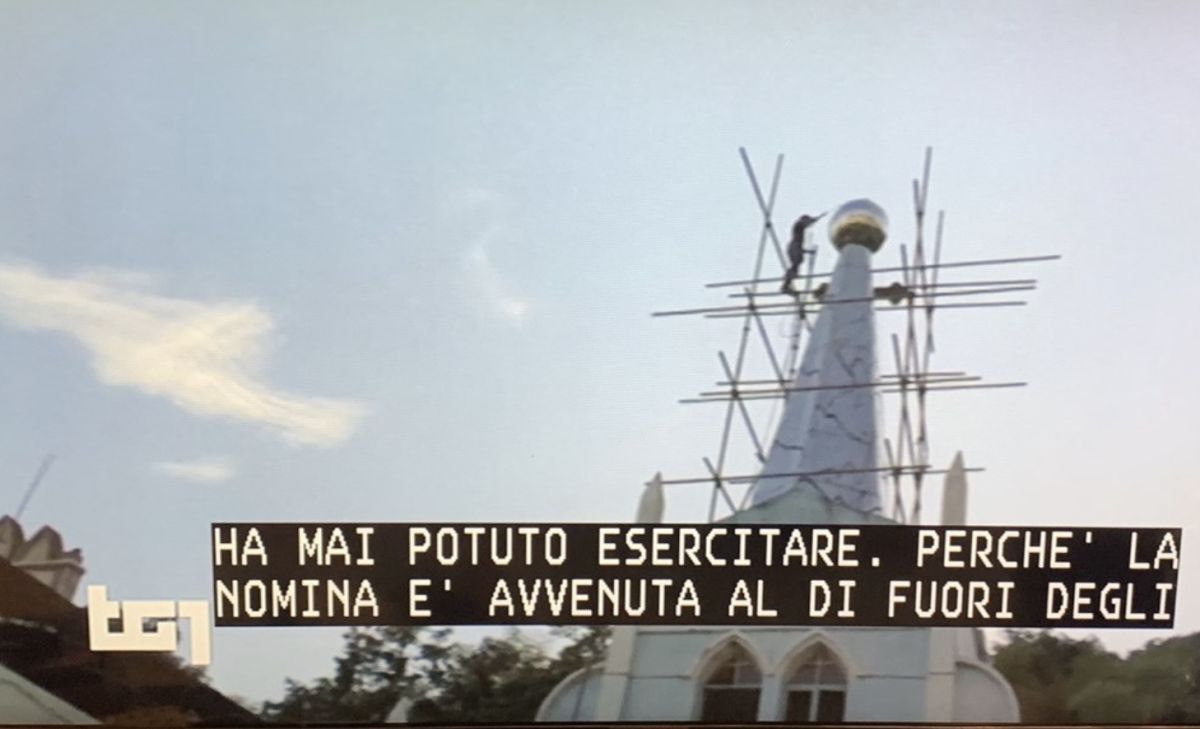 HA MAI POTUTO ESERCITARE. PERCHE' LA
NOMINA E' AVVENUTA AL DI FUORI DEGLI
tg1